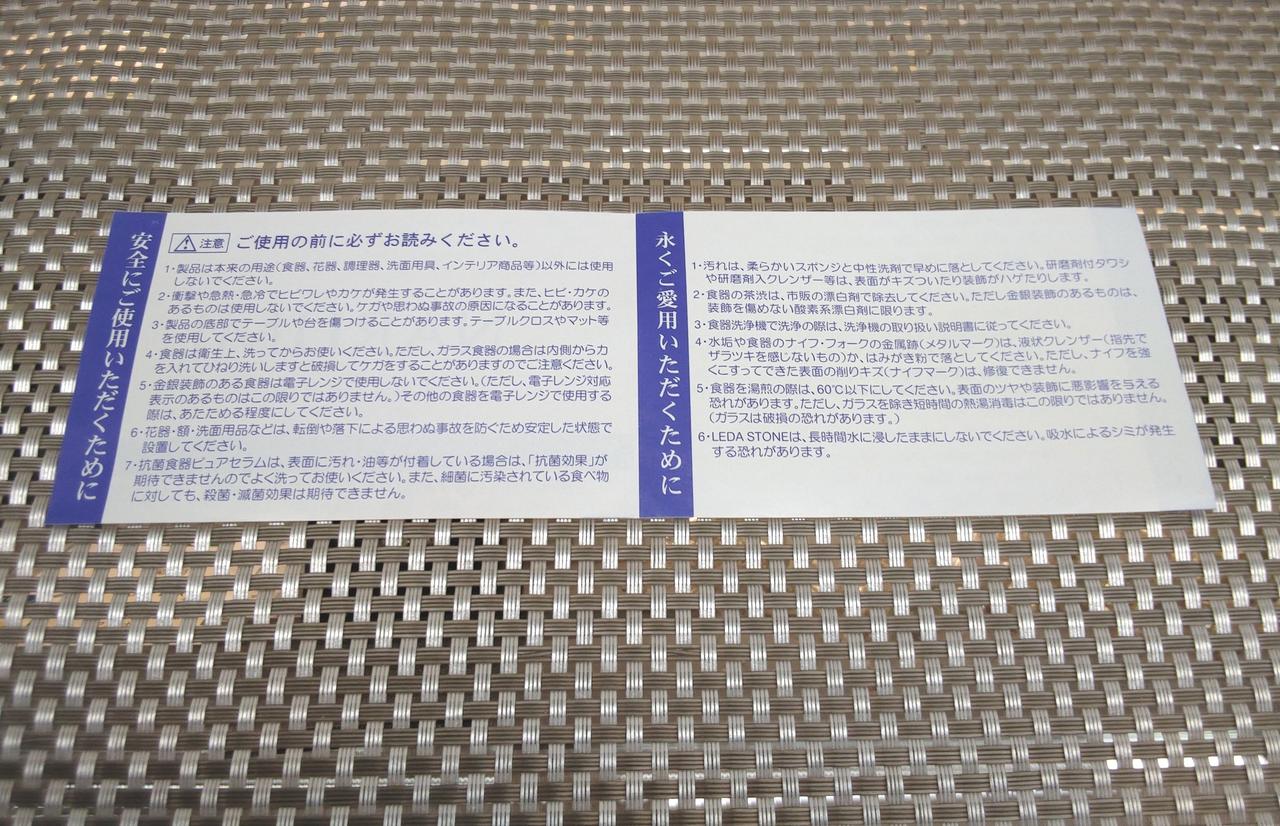 安全にご使用いただくために
注意 ご使用の前に必ずお読みください。
1・製品は本来の用途(食器、花器、調理器、洗面用具、インテリア商品等)以外には使用
しないでください。
2・衝撃や急熱・急冷でヒビワレやカケが発生することがあります。また、ヒビ・カケの
あるものは使用しないでください。ケガや思わぬ事故の原因になることがあります。
3・製品の底部でテーブルや台を傷つけることがあります。テーブルクロスやマット等
を使用してください。
4・食器は衛生上、洗ってからお使いください。ただし、ガラス食器の場合は内側から力
を入れてひねり洗いしますと破損してケガをすることがありますのでご注意ください。
5・金銀装飾のある食器は電子レンジで使用しないでください。(ただし、電子レンジ対応
表示のあるものはこの限りではありません。)その他の食器を電子レンジで使用する
際は、あたためる程度にしてください。
6・花器・額・洗面用品などは、転倒や落下による思わぬ事故を防ぐため安定した状態で
設置してください。
7・抗菌食器ピュアセラムは、表面に汚れ・油等が付着している場合は、「抗菌効果」が
期待できませんのでよく洗ってお使いください。また、細菌に汚染されている食べ物
に対しても、殺菌・滅菌効果は期待できません。
永くご愛用いただくために
1・汚れは、柔らかいスポンジと中性洗剤で早めに落としてください。研磨剤付タワシ
や研磨剤入クレンザー等は、表面がキズついたり装飾がハゲたりします。
2・食器の茶渋は、市販の漂白剤で除去してください。ただし金銀装飾のあるものは、
装飾を傷めない酸素系漂白剤に限ります。
3・食器洗浄機で洗浄の際は、洗浄機の取り扱い説明書に従ってください。
4・水垢や食器のナイフ・フォークの金属跡(メタルマーク)は、液状クレンザー(指先で
ザラツキを感じないもの)か、はみがき粉で落としてください。ただし、ナイフを強
くこすってできた表面の削りキズ(ナイフマーク)は、修復できません。
5・食器を湯煎の際は、60℃以下にしてください。表面のツヤや装飾に悪影響を与える
恐れがあります。ただし、ガラスを除き短時間の熱湯消毒はこの限りではありません。
(ガラスは破損の恐れがあります。)
6・LEDA STONEは、長時間水に浸したままにしないでください。吸水によるシミが発生
する恐れがあります。